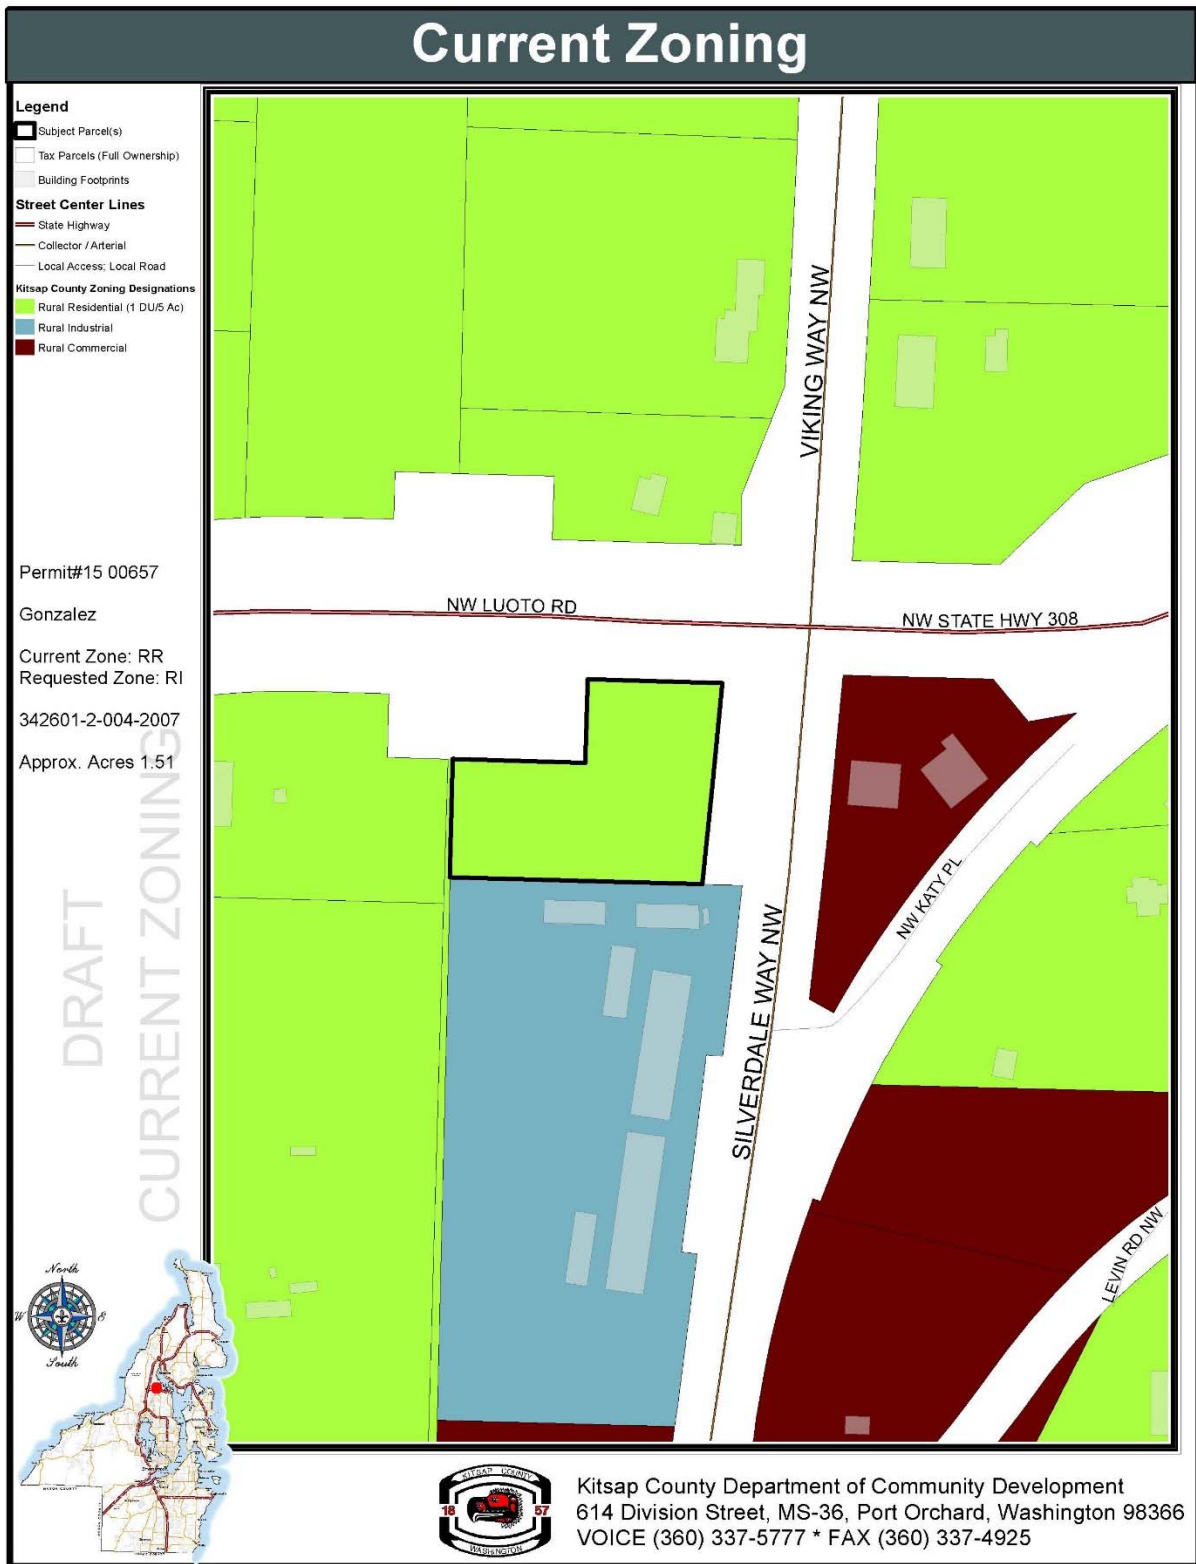 Current Zoning
Legend
Subject Parcel(s)
Tax Parcels (Full Ownership)
Building Footprints
Street Center Lines
State Highway
Collector / Arterial
Local Access; Local Road
Kitsap County Zoning Designations
Rural Residential (1 DU/5 Ac)
Rural Industrial
Rural Commercial
Permit#15 00657
Gonzalez
Current Zone: RR
Requested Zone: RI
342601-2-004-2007
Approx. Acres 1.51
DRAFT
CURRENT ZONING
VIKING WAY NW
NW LUOTO RD
NW STATE HWY 308
NW KATY PL
SILVERDALE WAY NW
LEVIN RD NW
North
W
E
South
KITSAP COUNTY
18
57
WASHINGTON
Kitsap County Department of Community Development
614 Division Street, MS-36, Port Orchard, Washington 98366
VOICE (360) 337-5777 * FAX (360) 337-4925